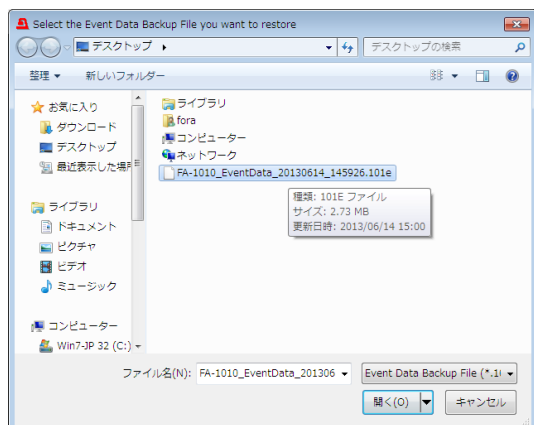 Select the Event Data Backup File you want to restore
デスクトップ
デスクトップの検索
整理
新しいフォルダー
お気に入り
ダウンロード
デスクトップ
最近表示した場所
ライブラリ
ドキュメント
ピクチャ
ビデオ
ミュージック
コンピューター
Win7-JP 32 (C:)
ライブラリ
fora
コンピューター
ネットワーク
FA-1010_EventData_20130614_145926.101e
種類: 101E ファイル
サイズ: 2.73 MB
更新日時: 2013/06/14 15:00
ファイル名(N):
FA-1010_EventData_201306
Event Data Backup File (*.1
開く(O)
キャンセル